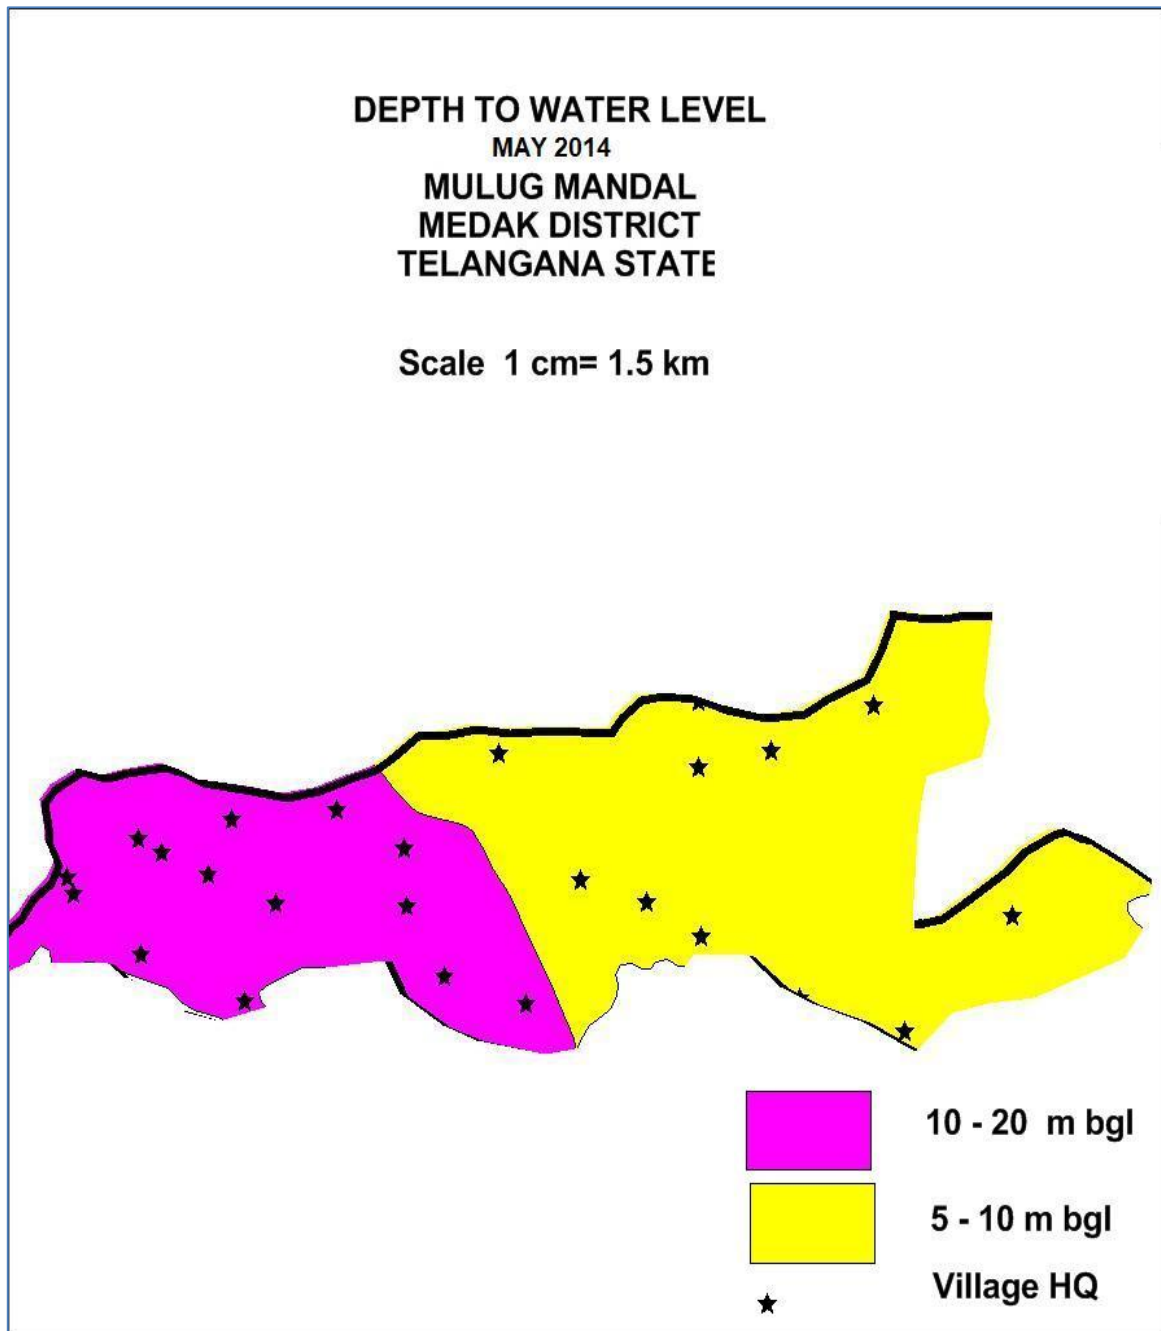 DEPTH TO WATER LEVEL
MAY 2014
MULUG MANDAL
MEDAK DISTRICT
TELANGANA STATE
Scale 1 cm= 1.5 km
10 - 20 m bgl
5 - 10 m bgl
Village HQ